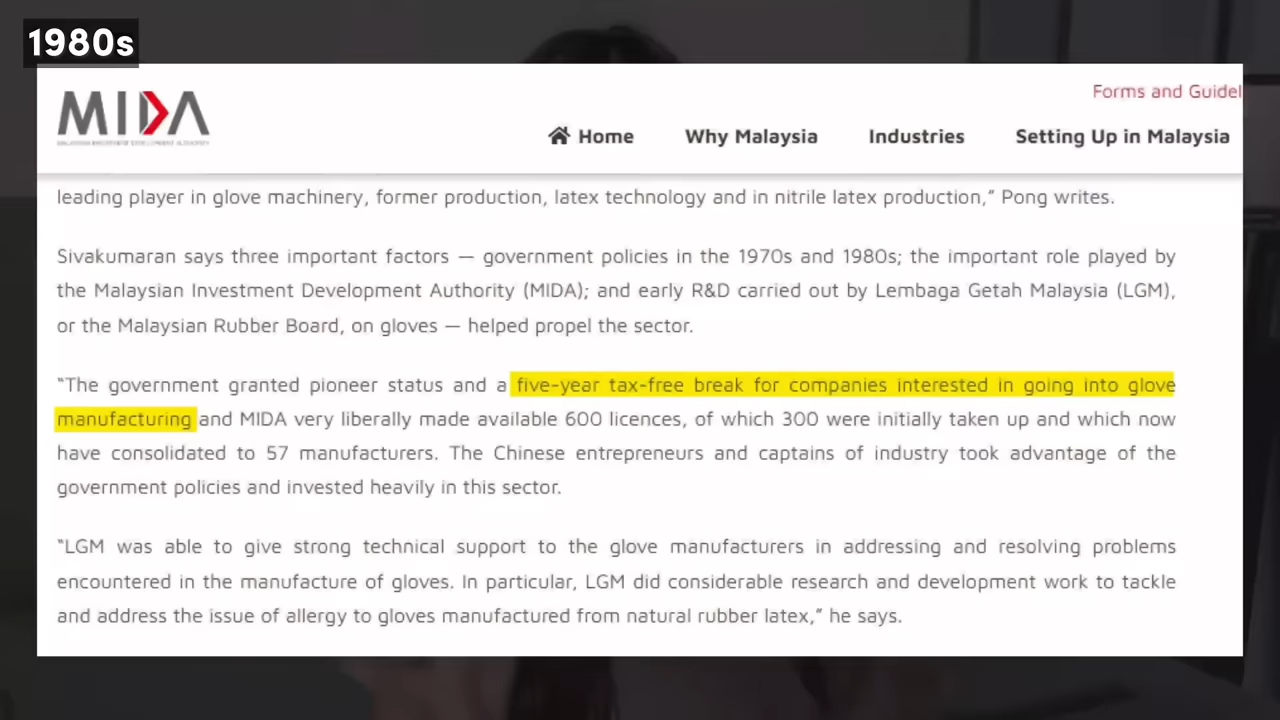 1980s
MIDA
MALAYSIAN INVESTMENT DEVELOPMENT AUTHORITY
Forms and Guidel
Home Why Malaysia Industries Setting Up in Malaysia
leading player in glove machinery, former production, latex technology and in nitrile latex production,” Pong writes.
Sivakumaran says three important factors — government policies in the 1970s and 1980s; the important role played by
the Malaysian Investment Development Authority (MIDA); and early R&D carried out by Lembaga Getah Malaysia (LGM),
or the Malaysian Rubber Board, on gloves — helped propel the sector.
“The government granted pioneer status and a five-year tax-free break for companies interested in going into glove
manufacturing and MIDA very liberally made available 600 licences, of which 300 were initially taken up and which now
have consolidated to 57 manufacturers. The Chinese entrepreneurs and captains of industry took advantage of the
government policies and invested heavily in this sector.
“LGM was able to give strong technical support to the glove manufacturers in addressing and resolving problems
encountered in the manufacture of gloves. In particular, LGM did considerable research and development work to tackle
and address the issue of allergy to gloves manufactured from natural rubber latex,” he says.